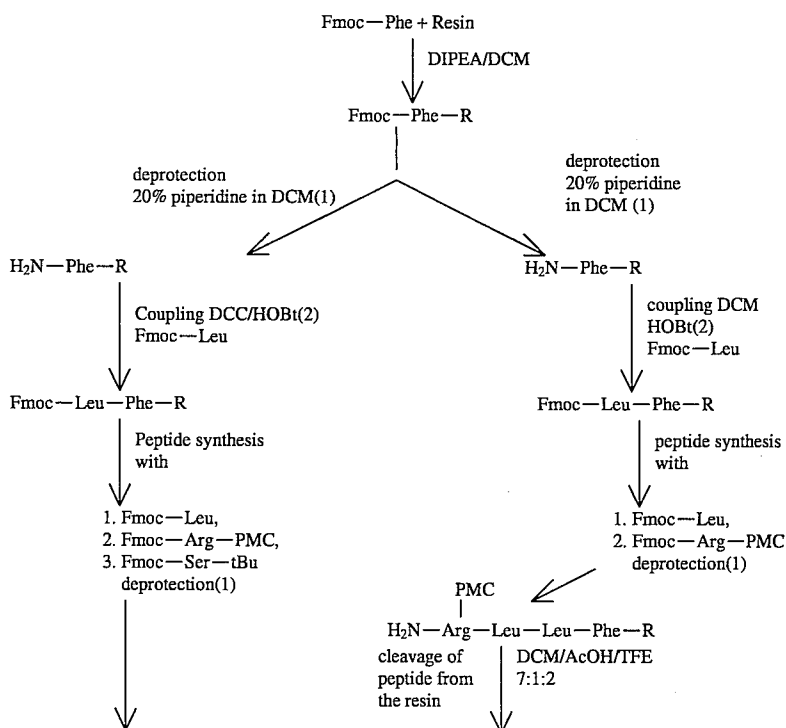 Fmoc—Phe + Resin
DIPEA/DCM
Fmoc—Phe—R
deprotection
20% piperidine in DCM(1)
deprotection
20% piperidine
in DCM (1)
H₂N—Phe—R
H₂N—Phe—R
Coupling DCC/HOBt(2)
Fmoc—Leu
coupling DCM
HOBt(2)
Fmoc—Leu
Fmoc—Leu—Phe—R
Fmoc—Leu—Phe—R
Peptide synthesis
with
peptide synthesis
with
1. Fmoc—Leu,
2. Fmoc—Arg—PMC,
3. Fmoc—Ser—tBu
deprotection(1)
1. Fmoc—Leu,
2. Fmoc—Arg—PMC
deprotection(1)
PMC
H₂N—Arg—Leu—Leu—Phe—R
cleavage of
peptide from
the resin
DCM/AcOH/TFE
7:1:2